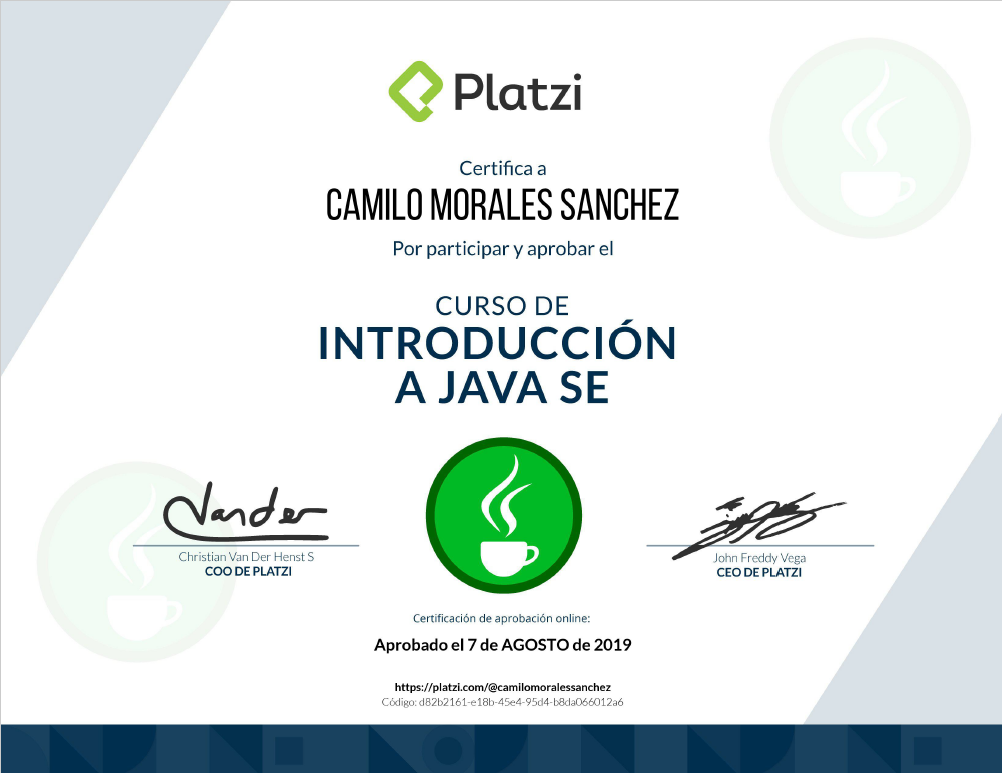 Platzi
Certifica a
CAMILO MORALES SANCHEZ
Por participar y aprobar el
CURSO DE
INTRODUCCIÓN
A JAVA SE
Vander
Christian Van Der Henst S
COO DE PLATZI
John Freddy Vega
CEO DE PLATZI
Certificación de aprobación online:
Aprobado el 7 de AGOSTO de 2019
https://platzi.com/@camilomoralessanchez
Código: d82b2161-e18b-45e4-95d4-b8da066012a6